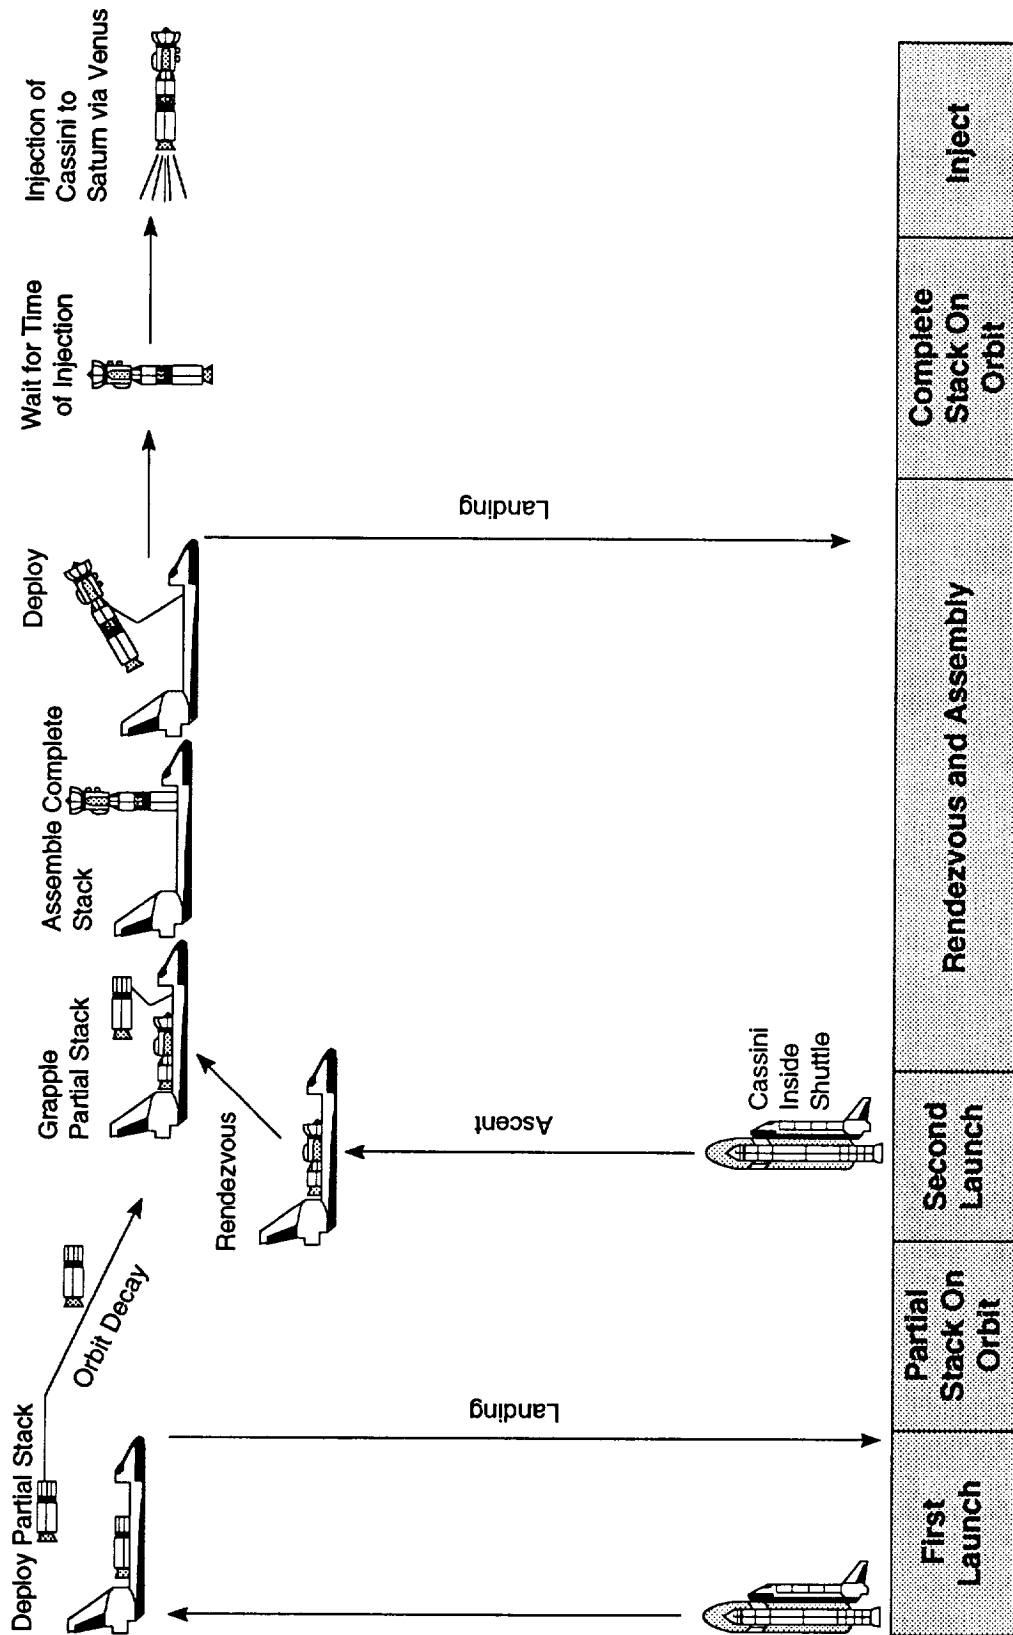 Deploy Partial Stack
Orbit Decay
Landing
Rendezvous
Ascent
Cassini
Inside
Shuttle
Grapple
Partial Stack
Assemble Complete
Stack
Deploy
Landing
Wait for Time
of Injection
Injection of
Cassini to
Saturn via Venus
First
Launch
Partial
Stack On
Orbit
Second
Launch
Rendezvous and Assembly
Complete
Stack On
Orbit
Inject